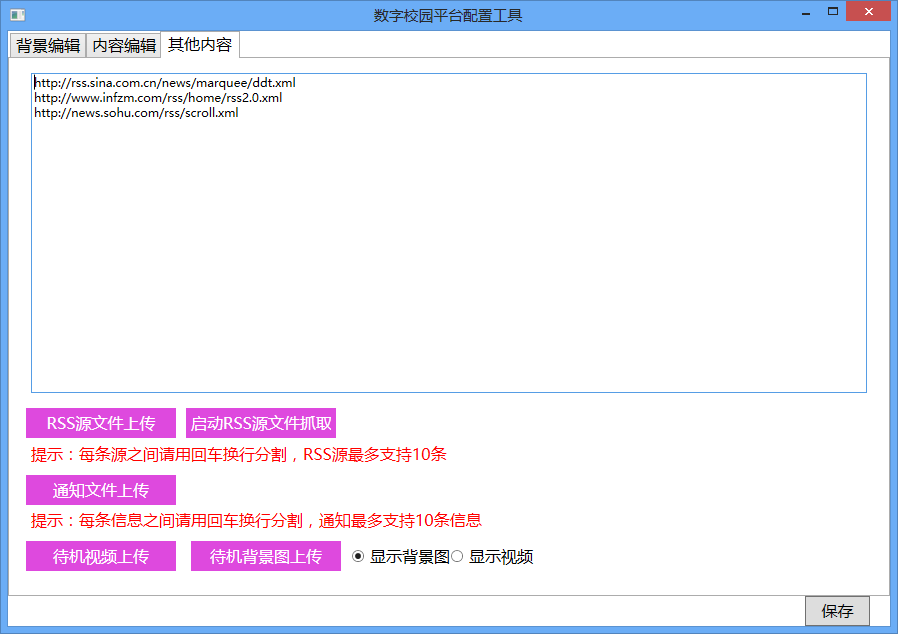 数字校园平台配置工具
背景编辑 内容编辑 其他内容
http://rss.sina.com.cn/news/marquee/ddt.xml
http://www.infzm.com/rss/home/rss2.0.xml
http://news.sohu.com/rss/scroll.xml
RSS源文件上传 启动RSS源文件抓取
提示：每条源之间请用回车换行分割，RSS源最多支持10条
通知文件上传
提示：每条信息之间请用回车换行分割，通知最多支持10条信息
待机视频上传 待机背景图上传 显示背景图 显示视频
保存